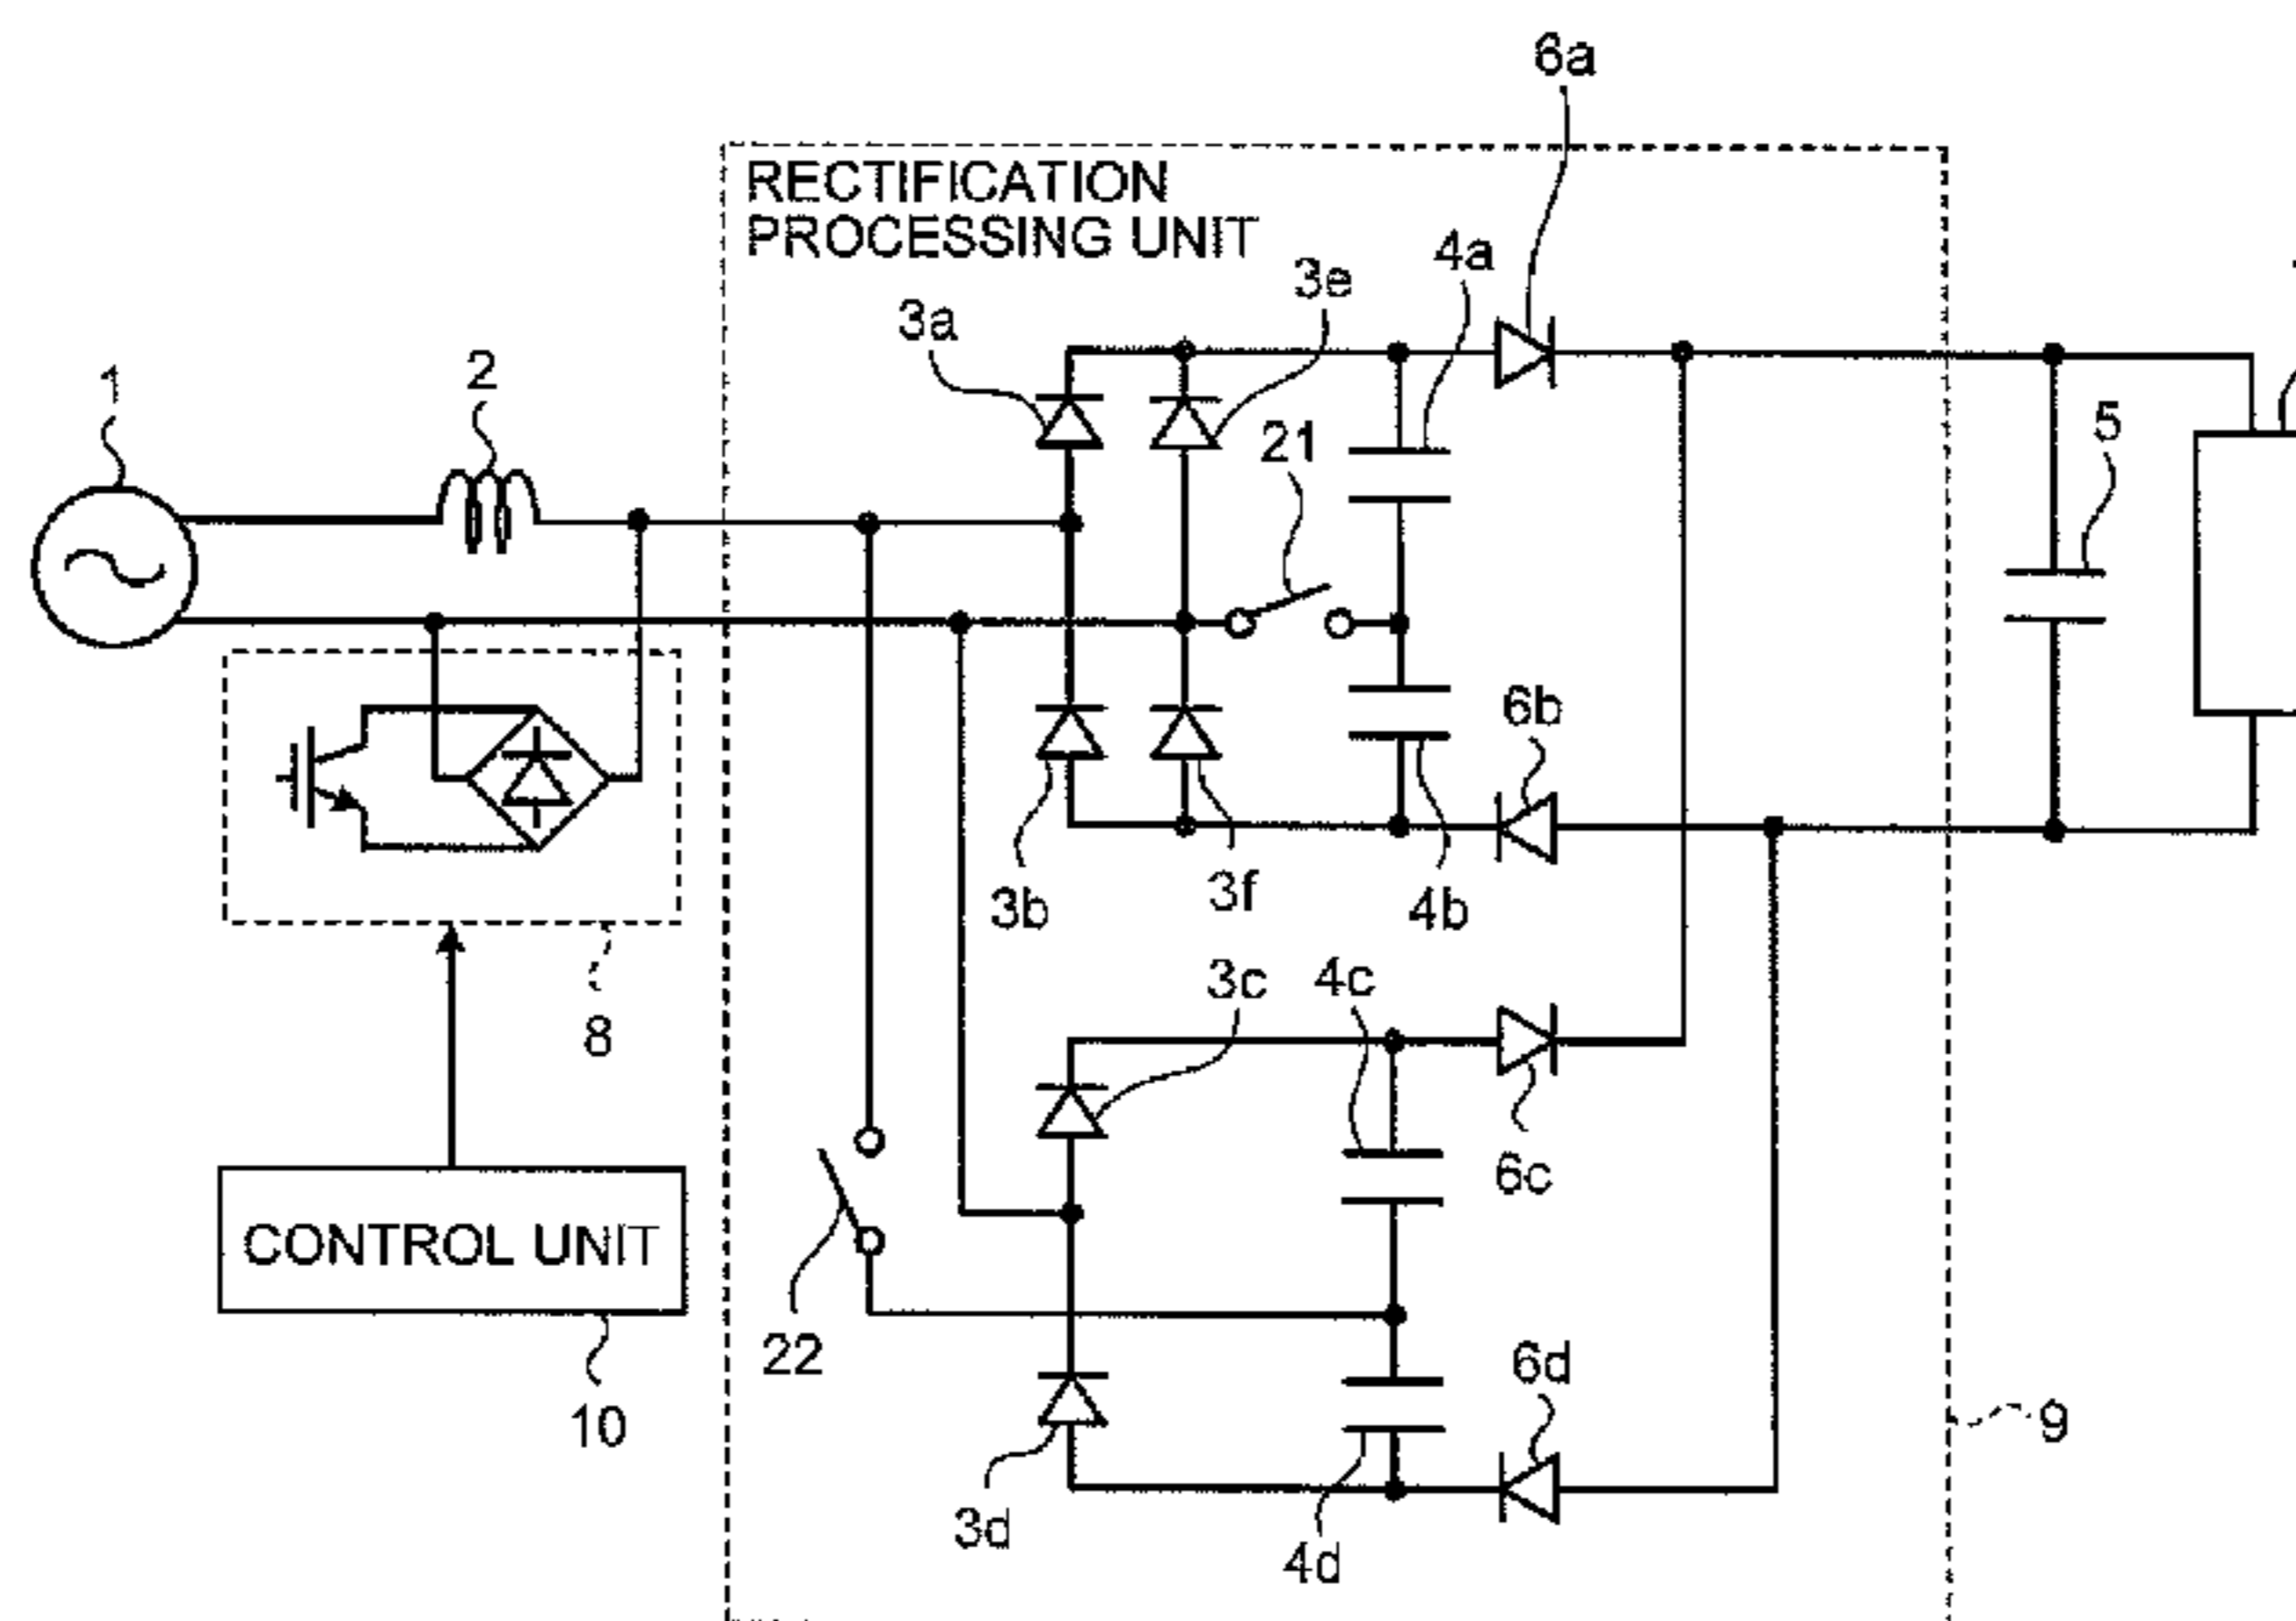 6a
RECTIFICATION
PROCESSING UNIT
4a
3e
3a
1
2
21
5
6b
3b
3f
4b
3c
4c
8
6c
CONTROL UNIT
22
6d
10
9
3d
4d